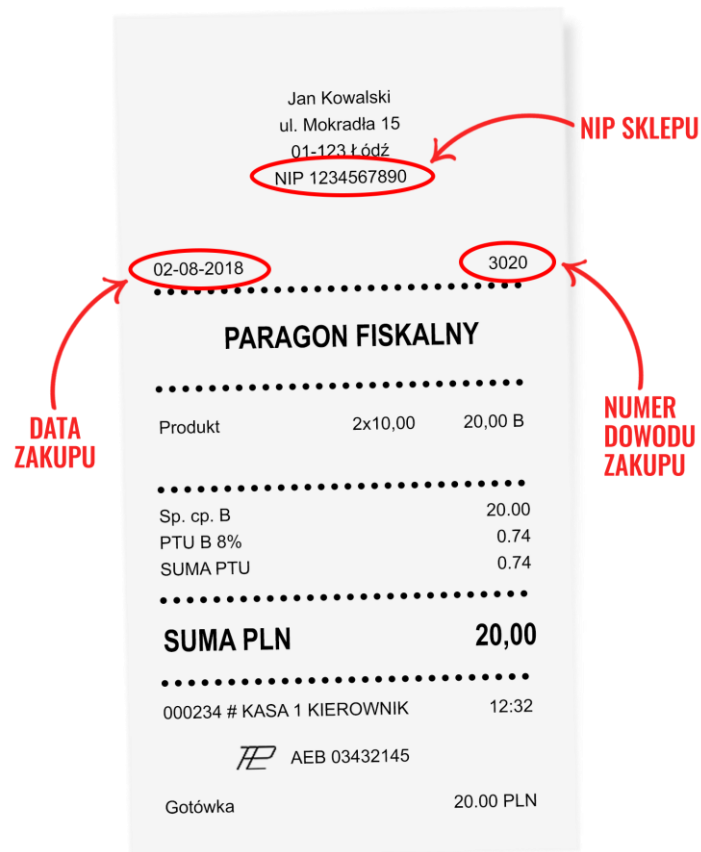 Jan Kowalski
ul. Mokradła 15
01-123 Łódź
NIP 1234567890
NIP SKLEPU
02-08-2018
3020
PARAGON FISKALNY
DATA
ZAKUPU
NUMER
DOWODU
ZAKUPU
Produkt 2x10,00 20,00 B
Sp. cp. B 20.00
PTU B 8% 0.74
SUMA PTU 0.74
SUMA PLN 20,00
000234 # KASA 1 KIEROWNIK 12:32
AEB 03432145
Gotówka 20.00 PLN